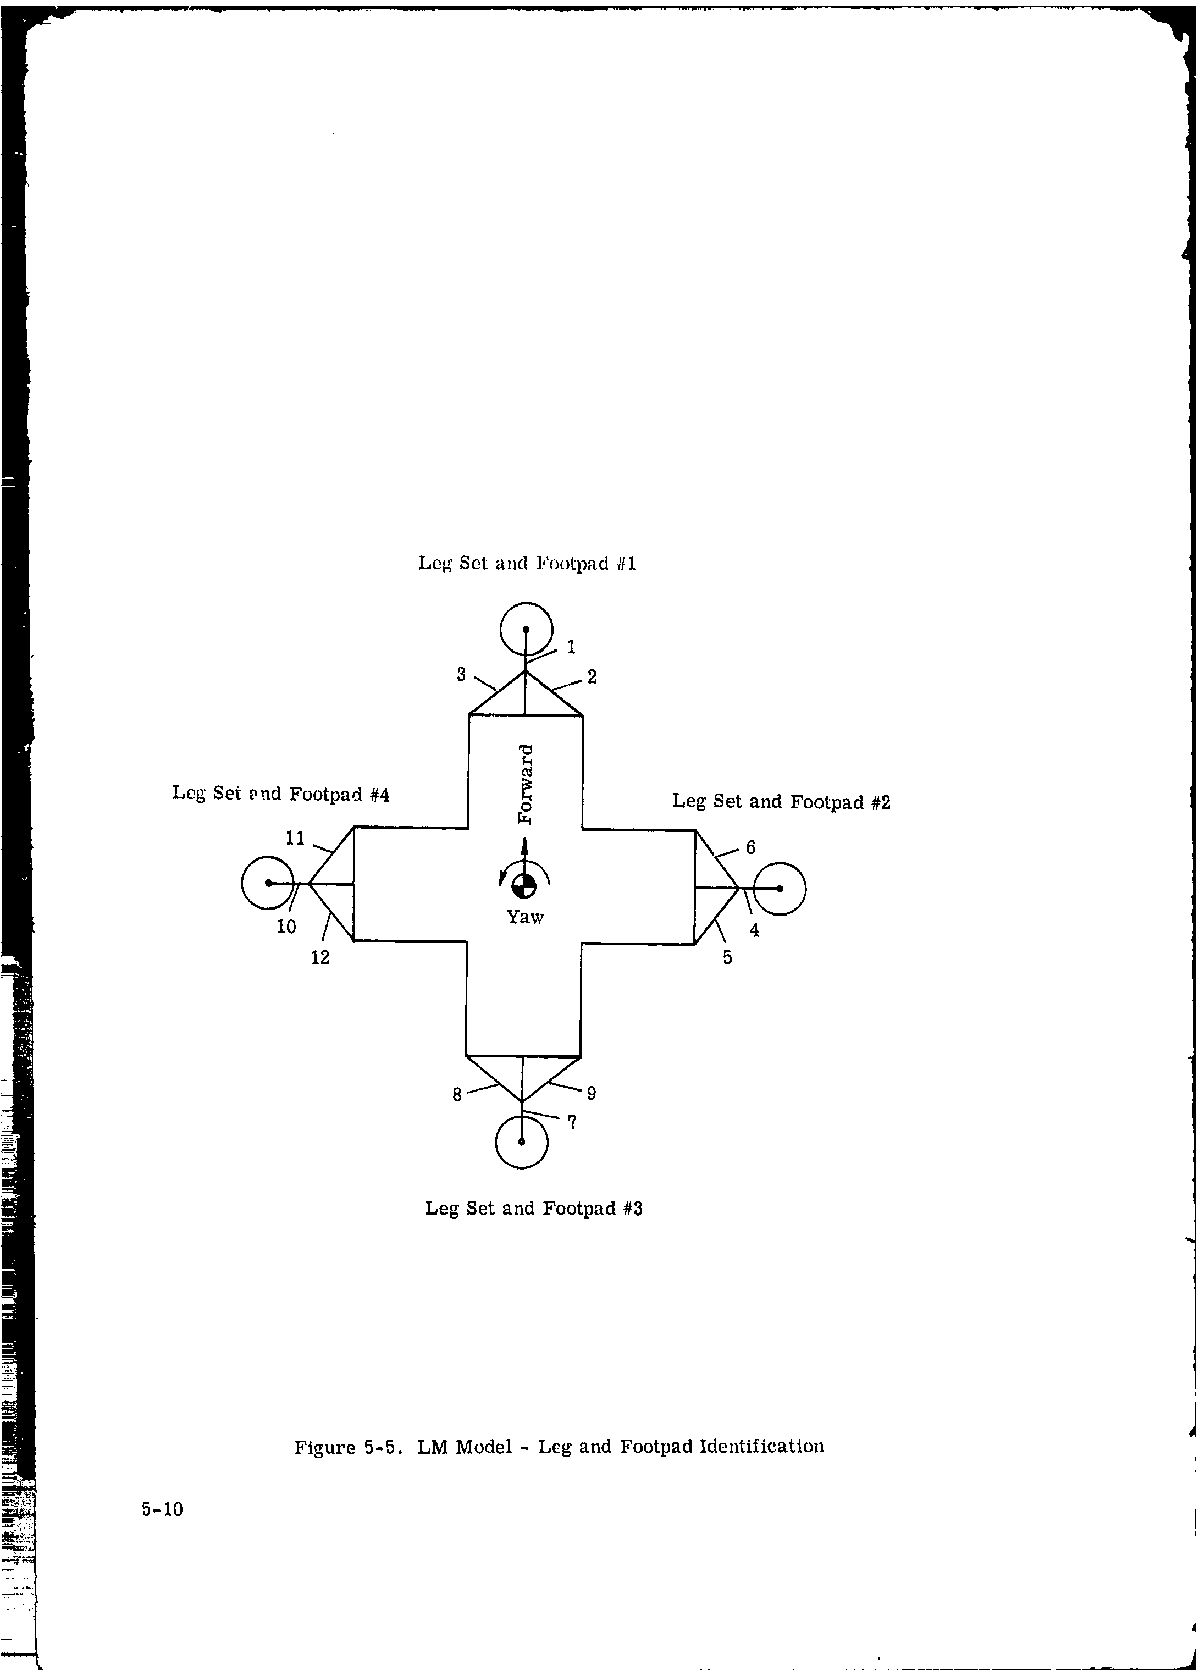 Leg Set and Footpad #1
1
3
2
Forward
Leg Set and Footpad #4
Leg Set and Footpad #2
11
6
Yaw
10
4
12
5
8
9
7
Leg Set and Footpad #3
Figure 5-5. LM Model - Leg and Footpad Identification
5-10